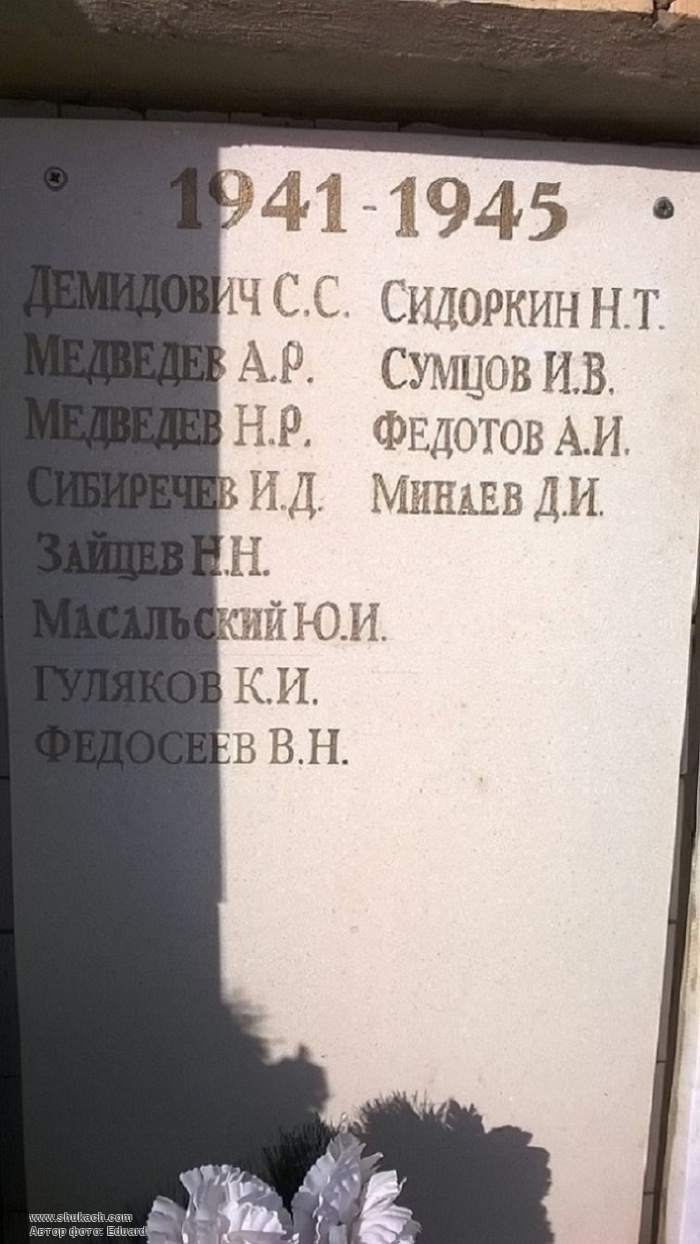 1941-1945
ДЕМИДОВИЧ С.С.
МЕДВЕДЕВ А.Р.
МЕДВЕДЕВ Н.Р.
СИБИРЕЧЕВ И.Д.
ЗАЙЦЕВ Н.Н.
МАСАЛЬСКИЙ Ю.И.
ГУЛЯКОВ К.И.
ФЕДОСЕЕВ В.Н.
СИДОРКИН Н.Т.
СУМЦОВ И.В.
ФЕДОТОВ А.И.
МИНАЕВ Д.И.
www.shukach.com
Автор фото: Eduard